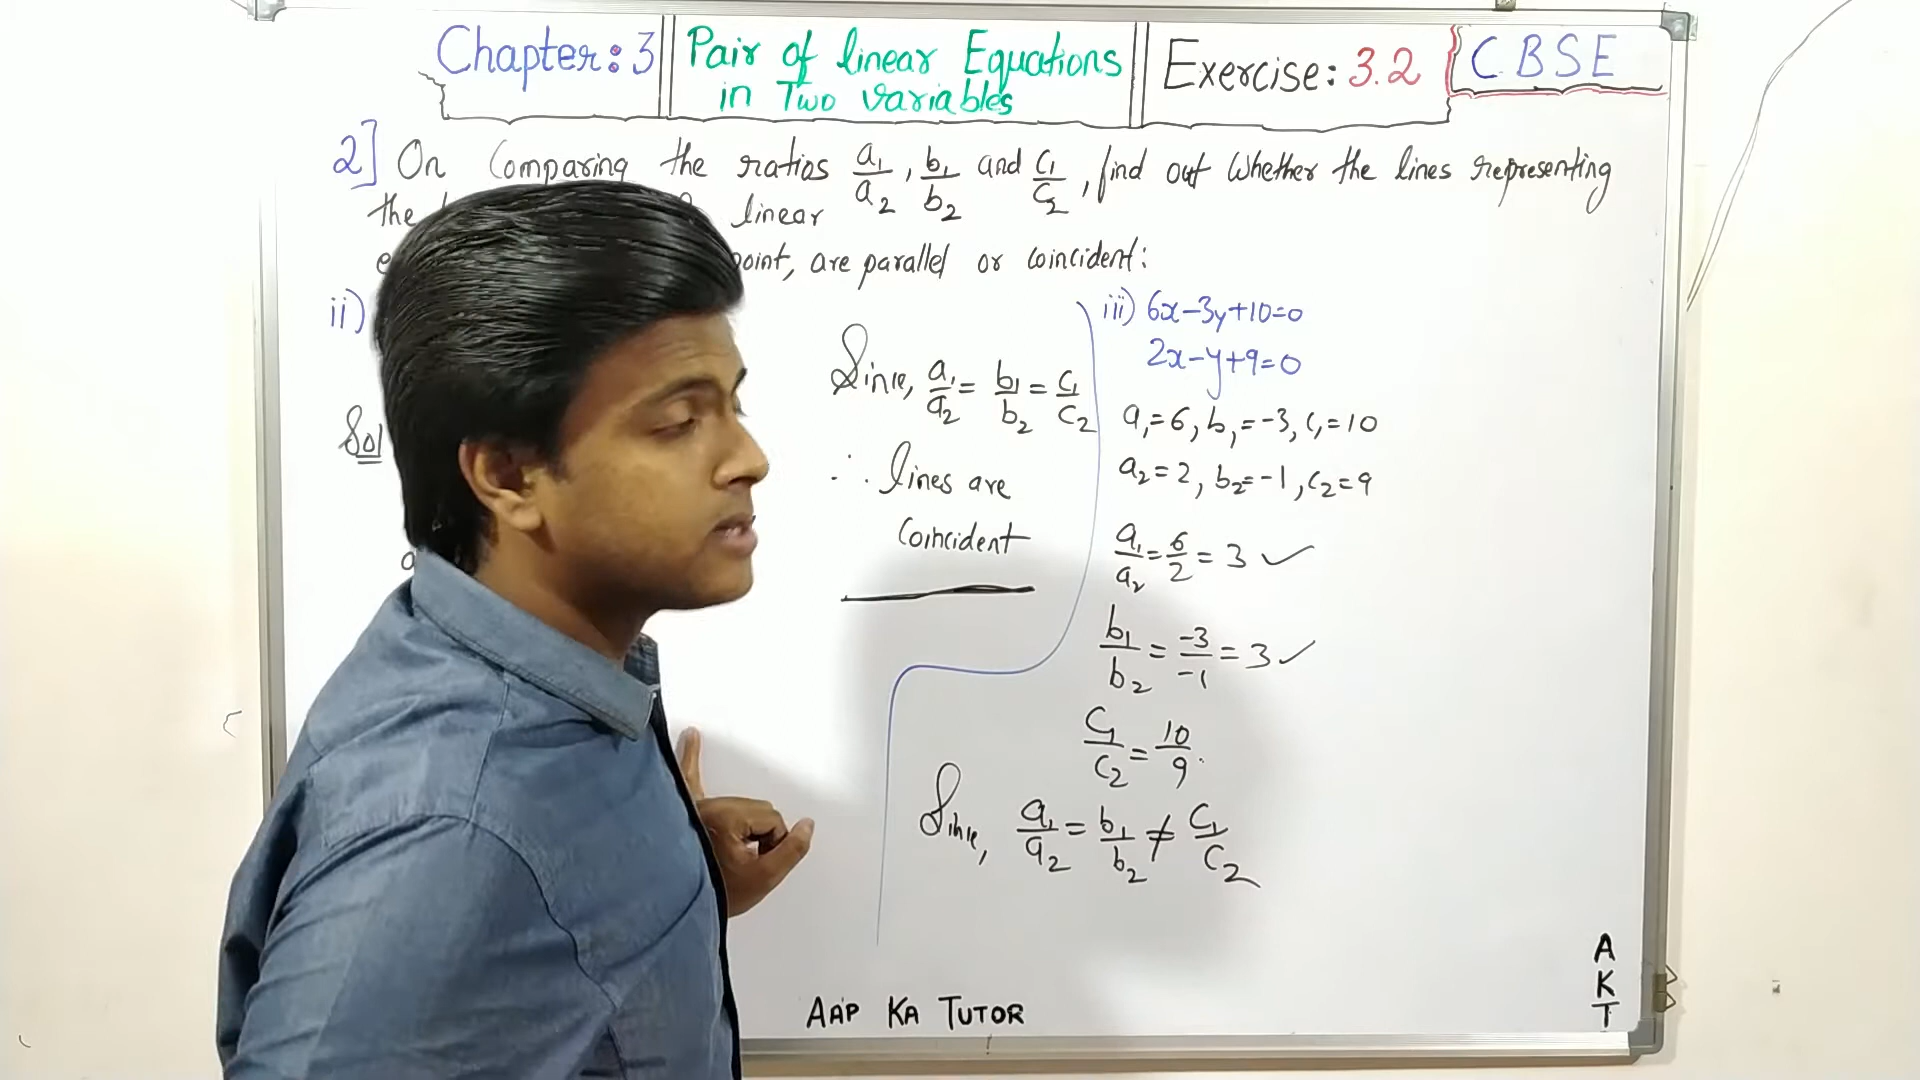 Chapter: 3 Pair of linear Equations in Two variables Exercise: 3.2 CBSE
2] On Comparing the ratios a₁/a₂, b₁/b₂ and c₁/c₂, find out whether the lines representing
the linear
point, are parallel or coincident:
ii)
Sol
Since, a₁/a₂ = b₁/b₂ = c₁/c₂
∴ lines are
Coincident
iii) 6x-3y+10=0
2x-y+9=0
a₁=6, b₁=-3, c₁=10
a₂=2, b₂=-1, c₂=9
a₁/a₂ = 6/2 = 3 ✓
b₁/b₂ = -3/-1 = 3 ✓
c₁/c₂ = 10/9
Since, a₁/a₂ = b₁/b₂ ≠ c₁/c₂
AAP KA TUTOR
A
K
T